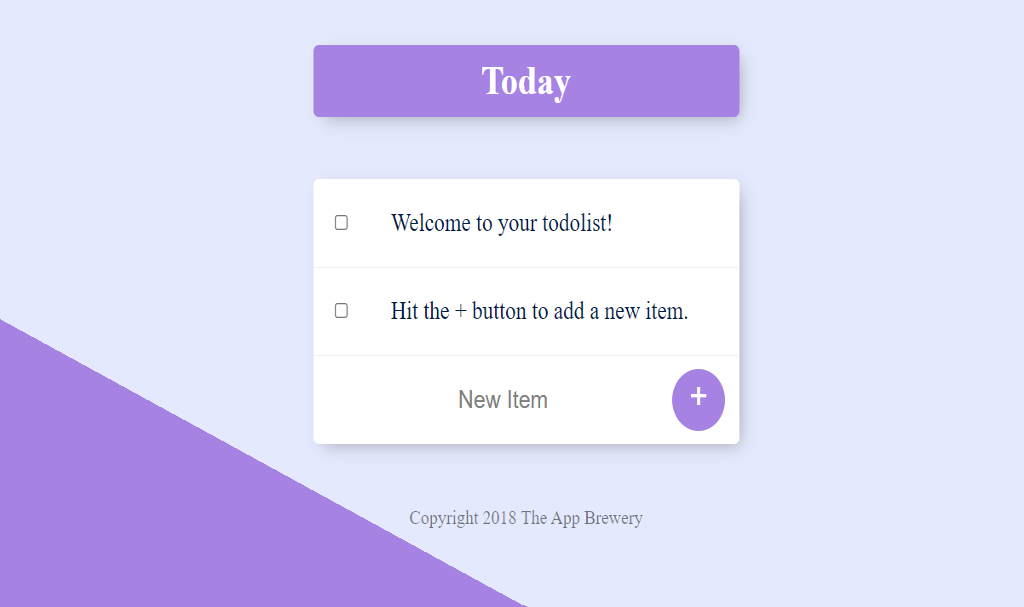 Today
Welcome to your todolist!
Hit the + button to add a new item.
New Item
+
Copyright 2018 The App Brewery